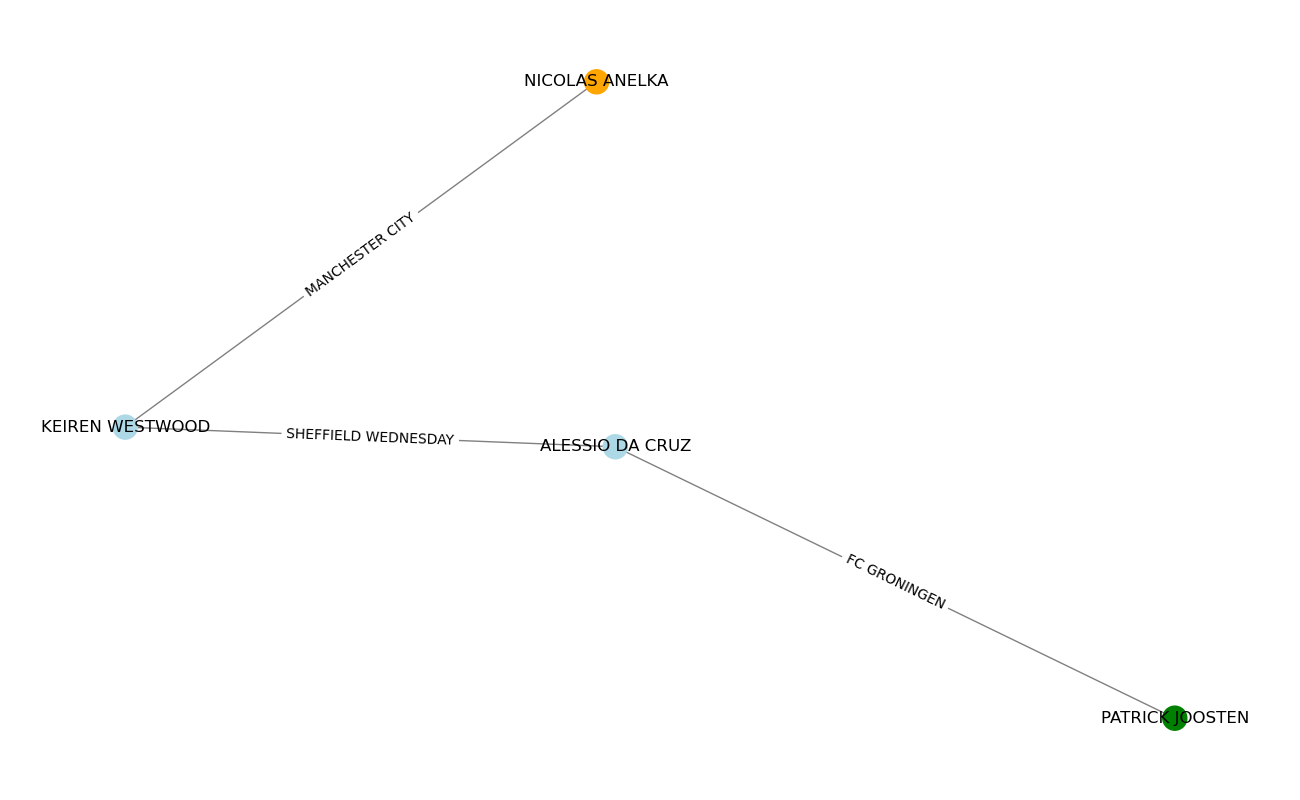 NICOLAS ANELKA
MANCHESTER CITY
KEIREN WESTWOOD
SHEFFIELD WEDNESDAY
ALESSIO DA CRUZ
FC GRONINGEN
PATRICK JOOSTEN